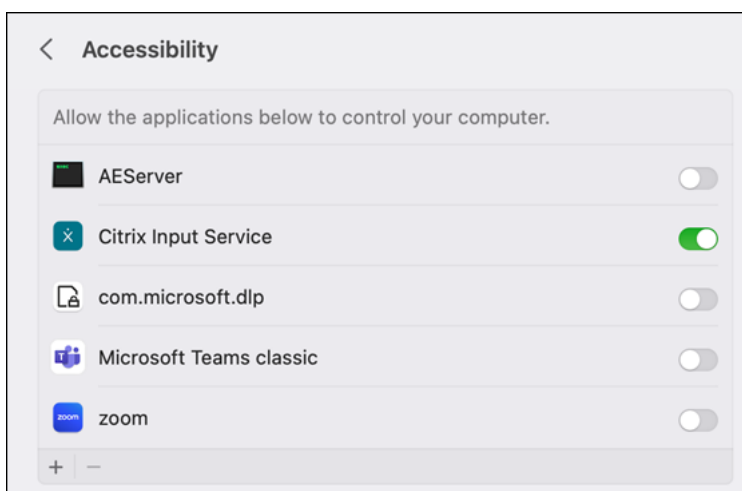 Accessibility
Allow the applications below to control your computer.
AEServer
Citrix Input Service
com.microsoft.dlp
Microsoft Teams classic
zoom
zoom